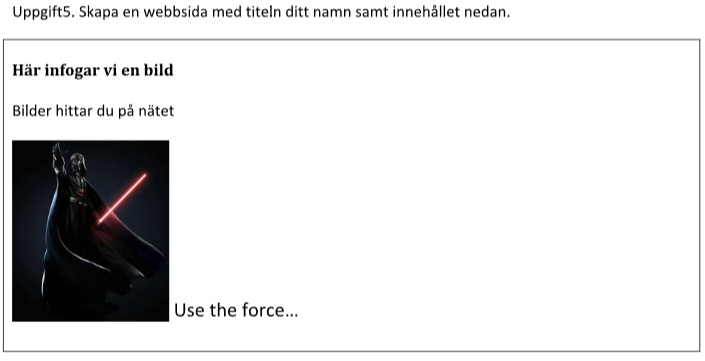 Uppgift5. Skapa en webbsida med titeln ditt namn samt innehållet nedan.
Här infogar vi en bild
Bilder hittar du på nätet
Use the force...